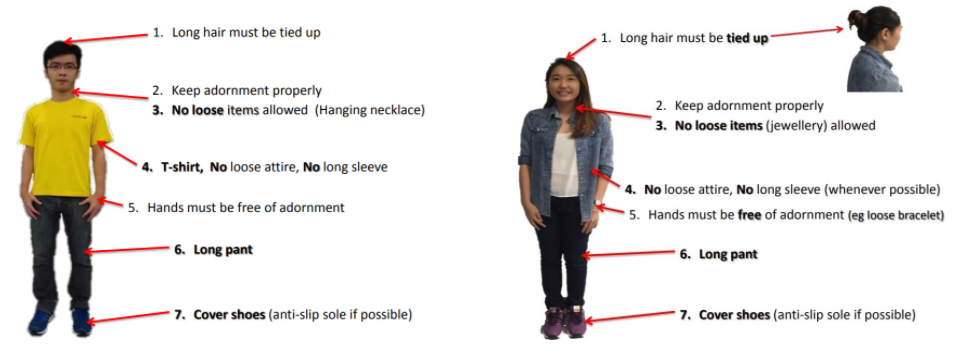 1. Long hair must be tied up
2. Keep adornment properly
3. No loose items allowed (Hanging necklace)
4. T-shirt, No loose attire, No long sleeve
5. Hands must be free of adornment
6. Long pant
7. Cover shoes (anti-slip sole if possible)
1. Long hair must be tied up
2. Keep adornment properly
3. No loose items (jewellery) allowed
4. No loose attire, No long sleeve (whenever possible)
5. Hands must be free of adornment (eg loose bracelet)
6. Long pant
7. Cover shoes (anti-slip sole if possible)